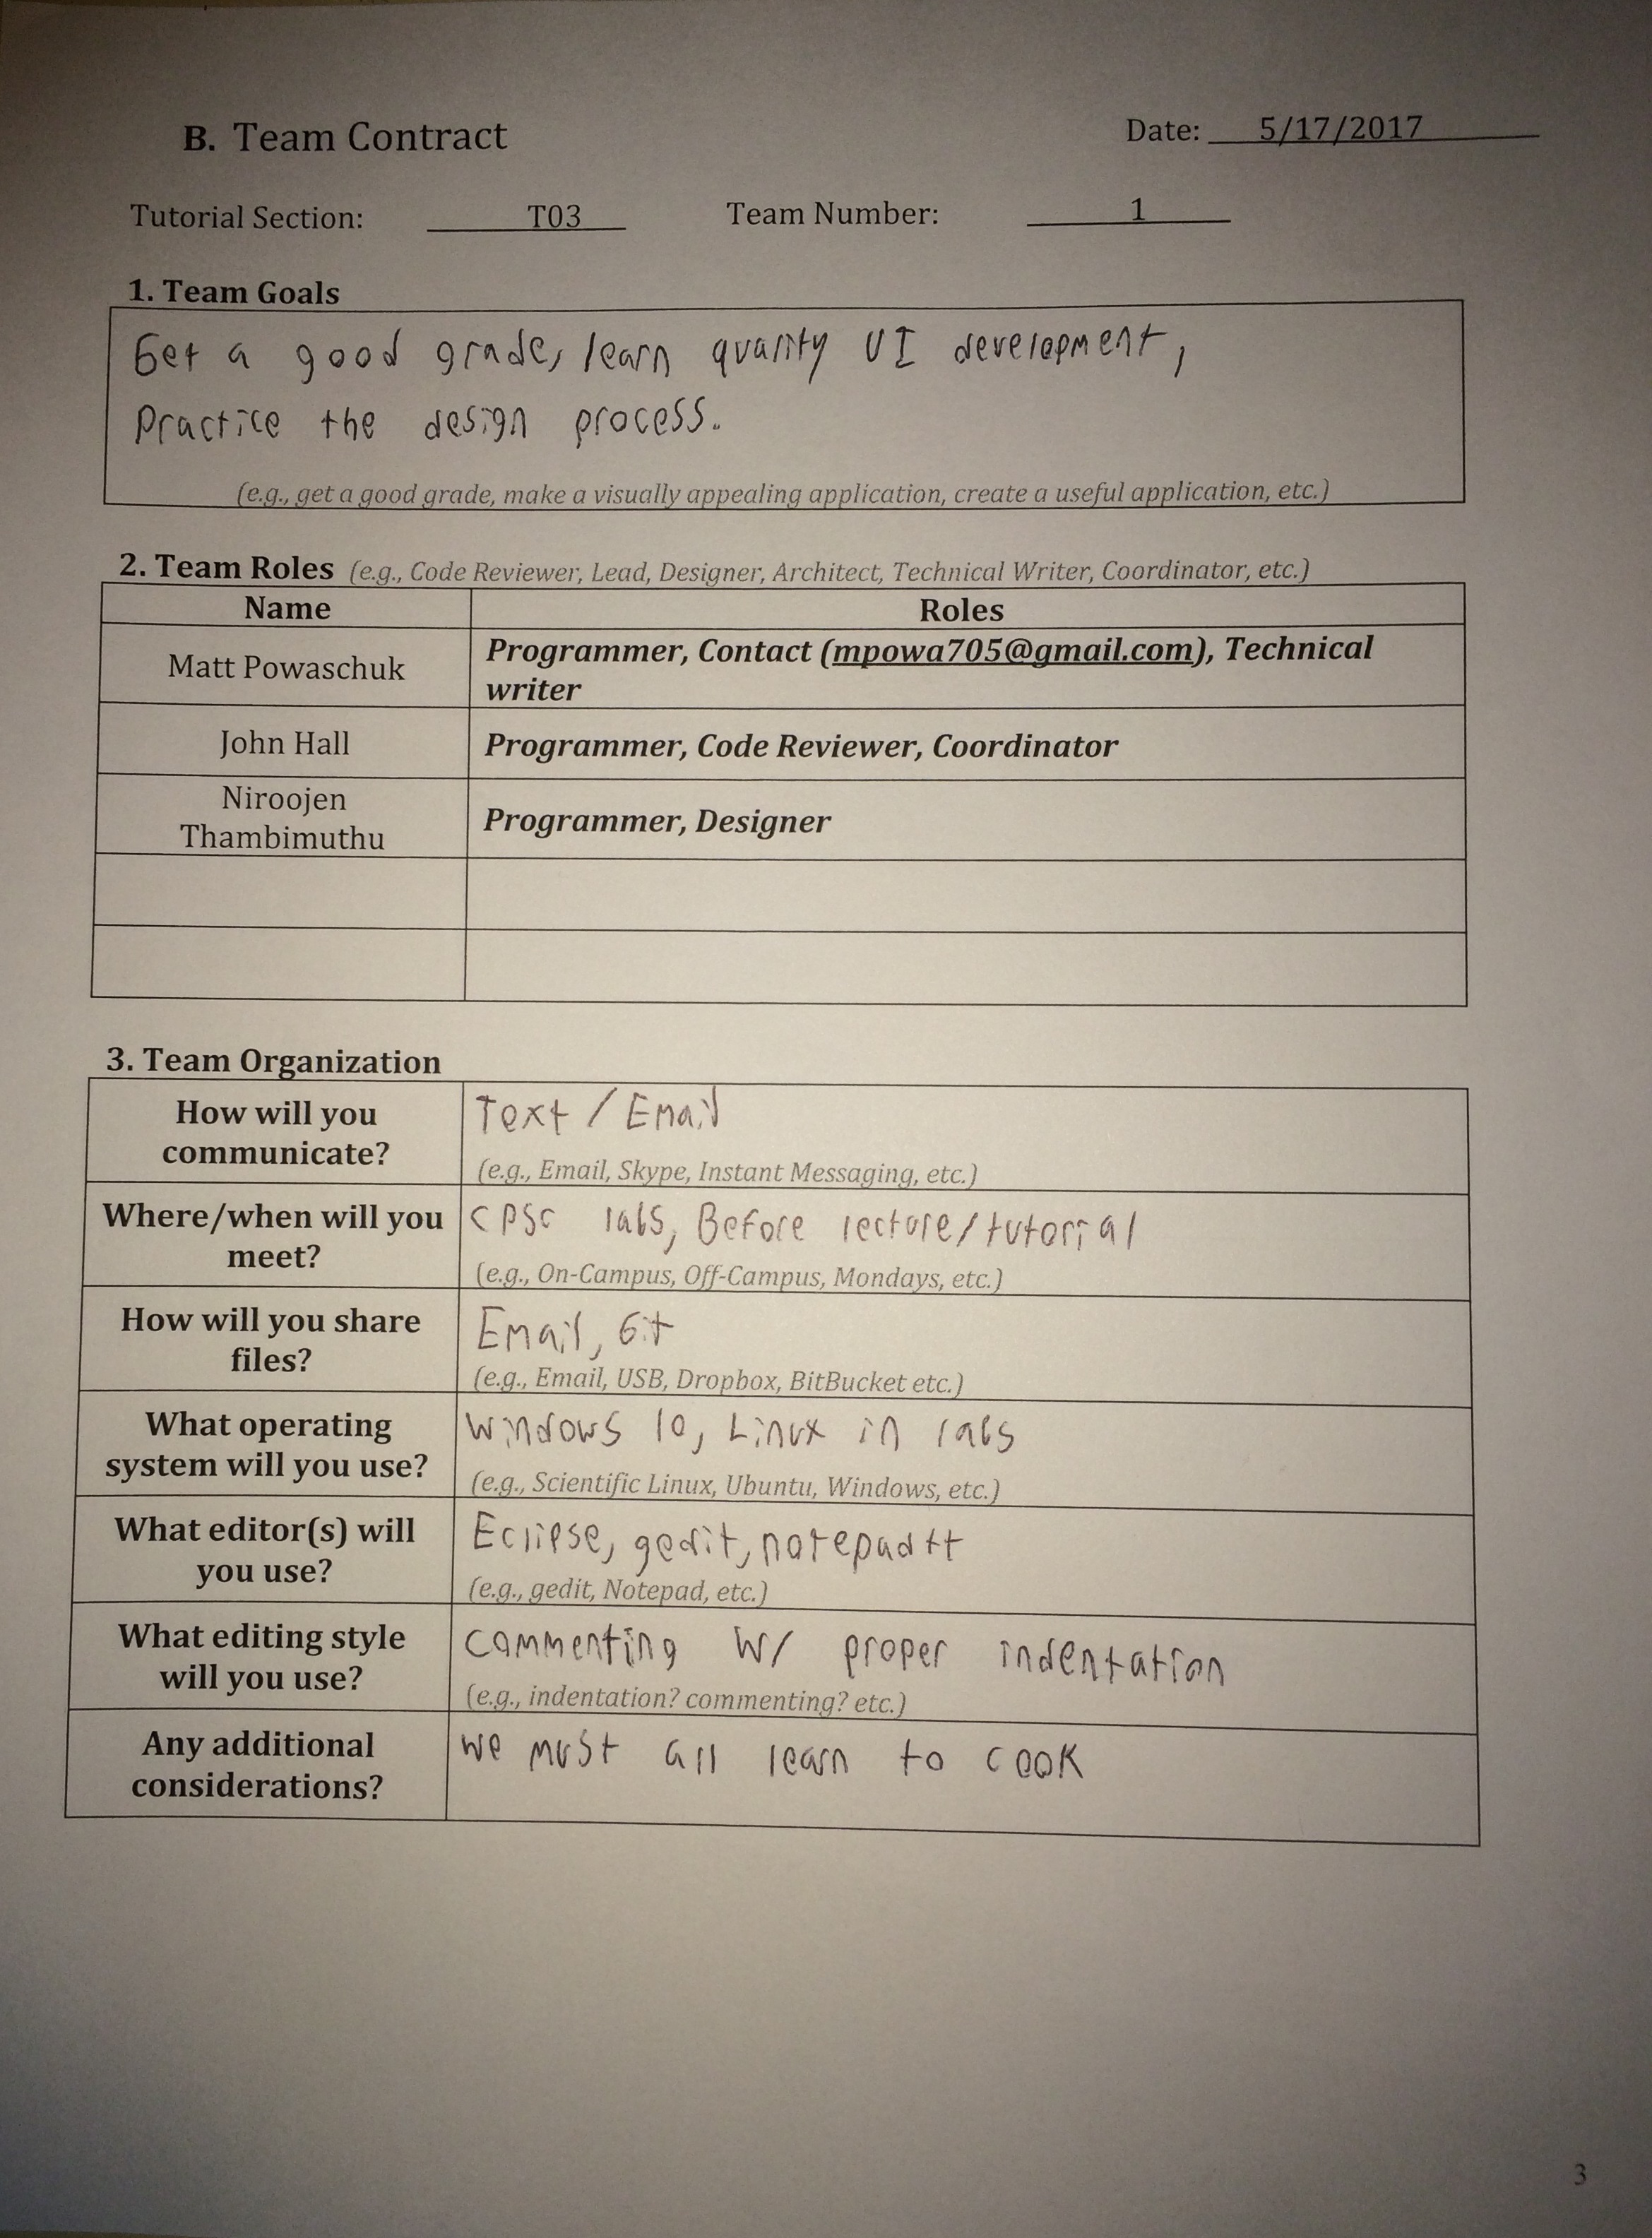 B. Team Contract
Date: 5/17/2017
Tutorial Section: T03 Team Number: 1
1. Team Goals
Get a good grade, learn quality UI development,
Practice the design process.
(e.g., get a good grade, make a visually appealing application, create a useful application, etc.)
2. Team Roles (e.g., Code Reviewer, Lead, Designer, Architect, Technical Writer, Coordinator, etc.)
Name Roles
Matt Powaschuk
Programmer, Contact (mpowa705@gmail.com), Technical
writer
John Hall
Programmer, Code Reviewer, Coordinator
Niroojen
Thambimuthu
Programmer, Designer
3. Team Organization
How will you
communicate?
Text / Email
(e.g., Email, Skype, Instant Messaging, etc.)
Where/when will you
meet?
CPSC labs, Before lecture/tutorial
(e.g., On-Campus, Off-Campus, Mondays, etc.)
How will you share
files?
Email, Git
(e.g., Email, USB, Dropbox, BitBucket etc.)
What operating
system will you use?
Windows 10, Linux in labs
(e.g., Scientific Linux, Ubuntu, Windows, etc.)
What editor(s) will
you use?
Eclipse, gedit, notepad++
(e.g., gedit, Notepad, etc.)
What editing style
will you use?
commenting w/ proper indentation
(e.g., indentation? commenting? etc.)
Any additional
considerations?
we must all learn to cook
3